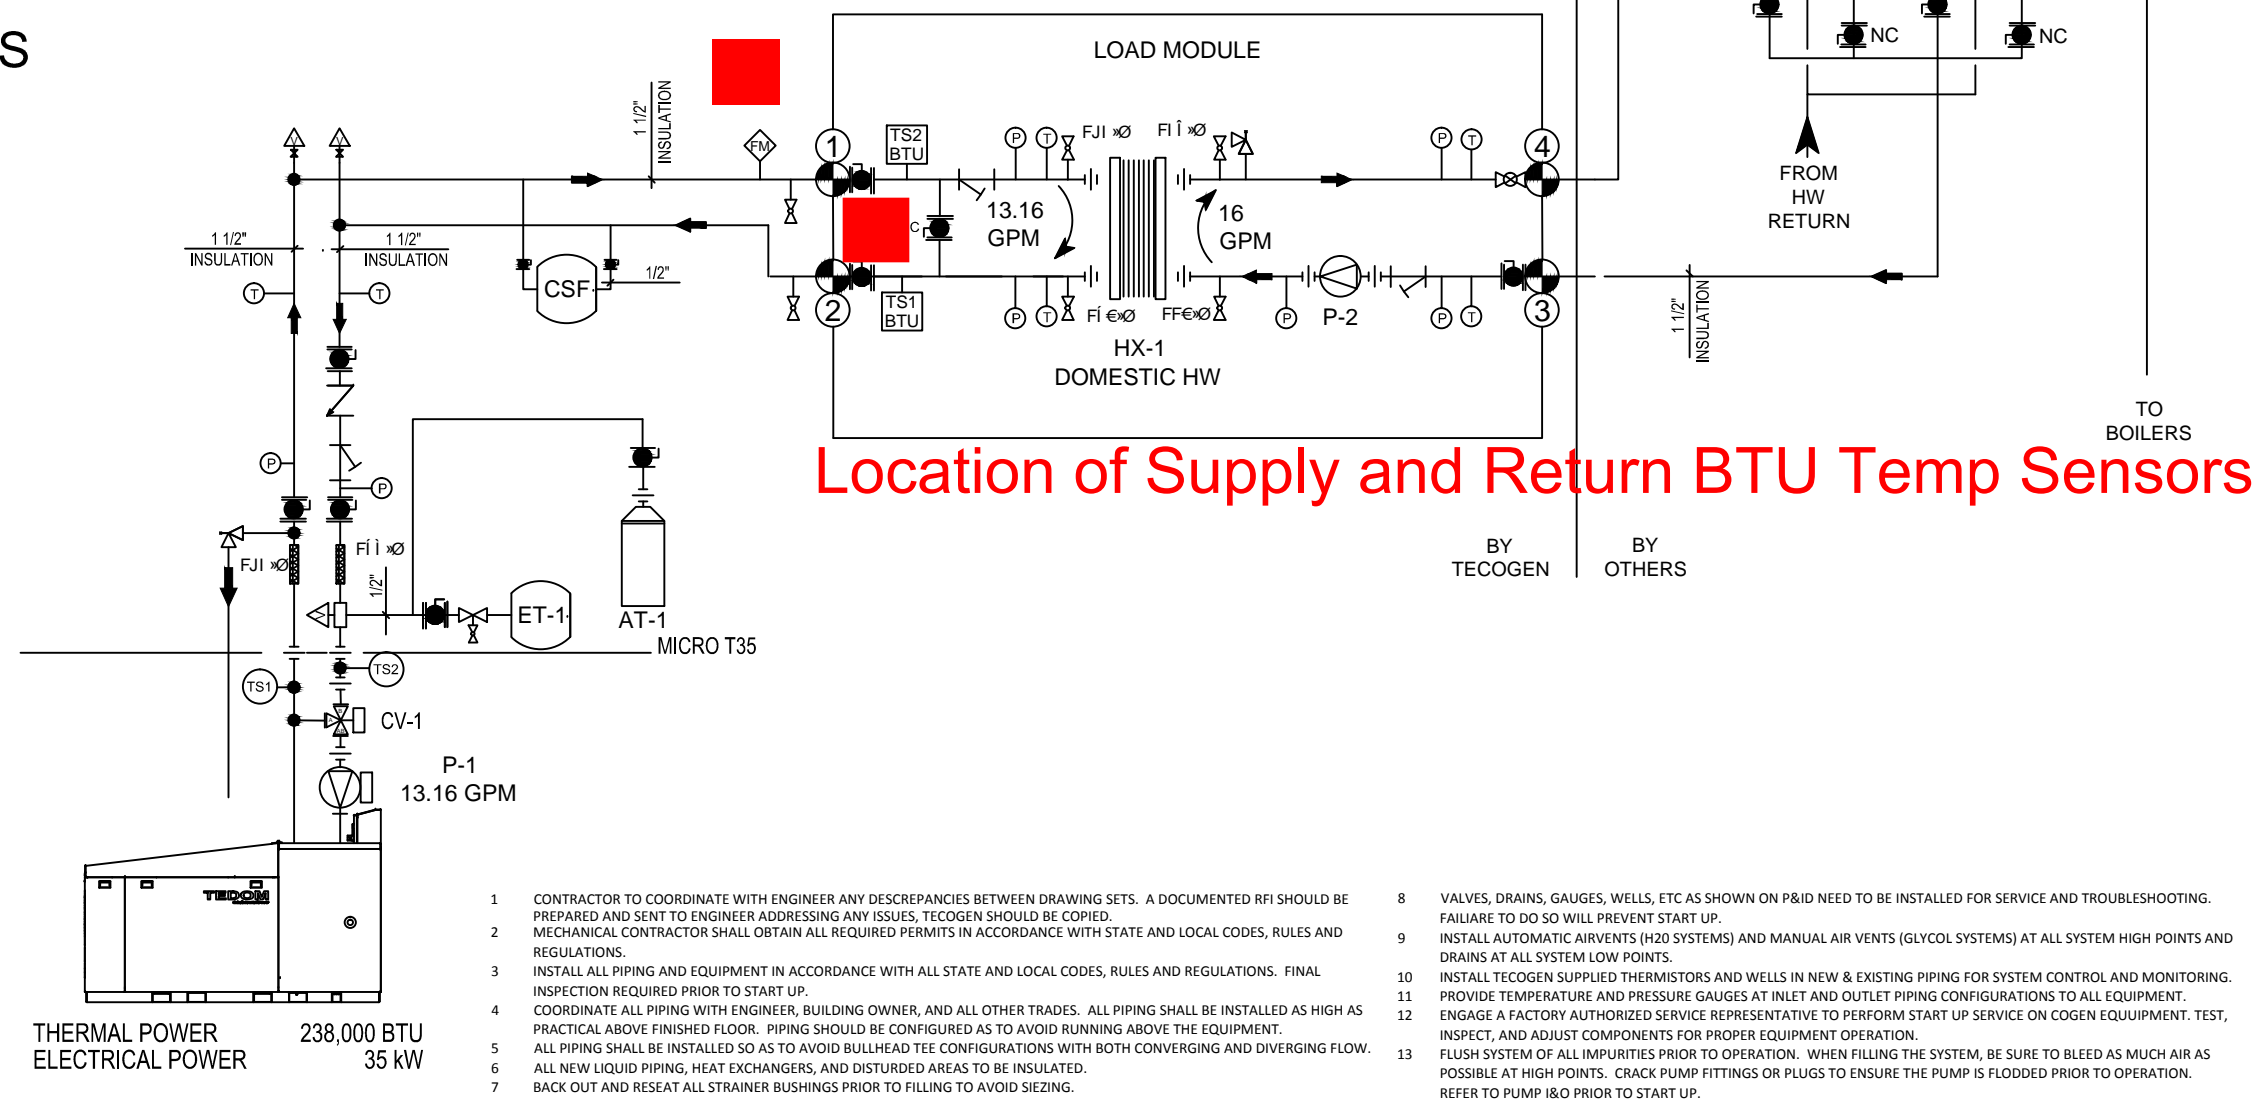 S
LOAD MODULE
NC
NC
1 1/2"
INSULATION
FM
1
TS2
BTU
P
T
FJI »Ø
FI Î »Ø
P
T
4
FROM
HW
RETURN
13.16
GPM
16
GPM
C
1 1/2"
INSULATION
1 1/2"
INSULATION
T
T
CSF
1/2"
2
TS1
BTU
P
T
FÍ €»Ø
FF€»Ø
P
P-2
P
T
3
1 1/2"
INSULATION
HX-1
DOMESTIC HW
TO
BOILERS
Location of Supply and Return BTU Temp Sensors
P
P
BY
TECOGEN
BY
OTHERS
FJI »Ø
FÍ Ì »Ø
1/2"
ET-1
AT-1
MICRO T35
TS1
TS2
CV-1
P-1
13.16 GPM
TEDOM
THERMAL POWER 238,000 BTU
ELECTRICAL POWER 35 kW
1 CONTRACTOR TO COORDINATE WITH ENGINEER ANY DESCREPANCIES BETWEEN DRAWING SETS. A DOCUMENTED RFI SHOULD BE
PREPARED AND SENT TO ENGINEER ADDRESSING ANY ISSUES, TECOGEN SHOULD BE COPIED.
2 MECHANICAL CONTRACTOR SHALL OBTAIN ALL REQUIRED PERMITS IN ACCORDANCE WITH STATE AND LOCAL CODES, RULES AND
REGULATIONS.
3 INSTALL ALL PIPING AND EQUIPMENT IN ACCORDANCE WITH ALL STATE AND LOCAL CODES, RULES AND REGULATIONS. FINAL
INSPECTION REQUIRED PRIOR TO START UP.
4 COORDINATE ALL PIPING WITH ENGINEER, BUILDING OWNER, AND ALL OTHER TRADES. ALL PIPING SHALL BE INSTALLED AS HIGH AS
PRACTICAL ABOVE FINISHED FLOOR. PIPING SHOULD BE CONFIGURED AS TO AVOID RUNNING ABOVE THE EQUIPMENT.
5 ALL PIPING SHALL BE INSTALLED SO AS TO AVOID BULLHEAD TEE CONFIGURATIONS WITH BOTH CONVERGING AND DIVERGING FLOW.
6 ALL NEW LIQUID PIPING, HEAT EXCHANGERS, AND DISTURDED AREAS TO BE INSULATED.
7 BACK OUT AND RESEAT ALL STRAINER BUSHINGS PRIOR TO FILLING TO AVOID SIEZING.
8 VALVES, DRAINS, GAUGES, WELLS, ETC AS SHOWN ON P&ID NEED TO BE INSTALLED FOR SERVICE AND TROUBLESHOOTING.
FAILIARE TO DO SO WILL PREVENT START UP.
9 INSTALL AUTOMATIC AIRVENTS (H20 SYSTEMS) AND MANUAL AIR VENTS (GLYCOL SYSTEMS) AT ALL SYSTEM HIGH POINTS AND
DRAINS AT ALL SYSTEM LOW POINTS.
10 INSTALL TECOGEN SUPPLIED THERMISTORS AND WELLS IN NEW & EXISTING PIPING FOR SYSTEM CONTROL AND MONITORING.
11 PROVIDE TEMPERATURE AND PRESSURE GAUGES AT INLET AND OUTLET PIPING CONFIGURATIONS TO ALL EQUIPMENT.
12 ENGAGE A FACTORY AUTHORIZED SERVICE REPRESENTATIVE TO PERFORM START UP SERVICE ON COGEN EQUUIPMENT. TEST,
INSPECT, AND ADJUST COMPONENTS FOR PROPER EQUIPMENT OPERATION.
13 FLUSH SYSTEM OF ALL IMPURITIES PRIOR TO OPERATION. WHEN FILLING THE SYSTEM, BE SURE TO BLEED AS MUCH AIR AS
POSSIBLE AT HIGH POINTS. CRACK PUMP FITTINGS OR PLUGS TO ENSURE THE PUMP IS FLODDED PRIOR TO OPERATION.
REFER TO PUMP I&O PRIOR TO START UP.